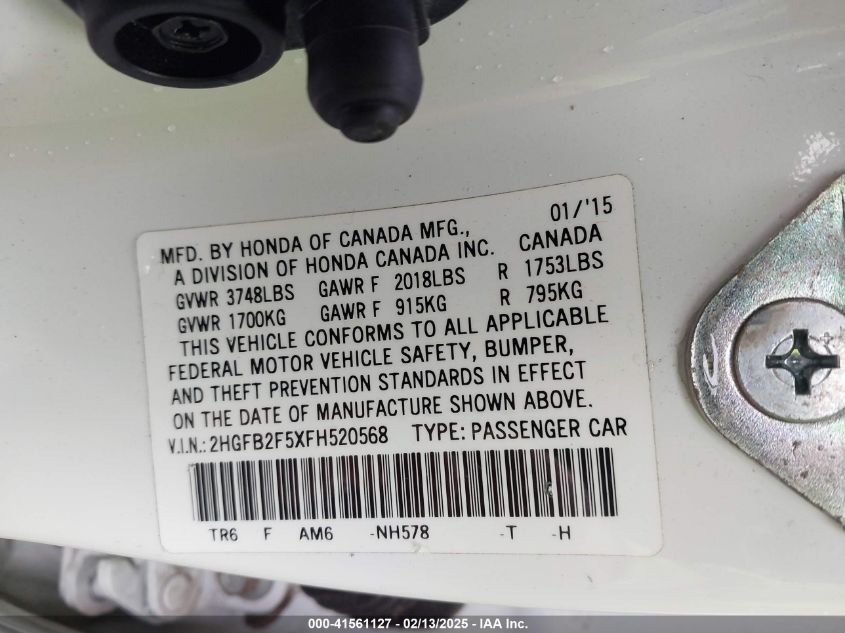 01/'15
MFD. BY HONDA OF CANADA MFG.,
A DIVISION OF HONDA CANADA INC. CANADA
GVWR 3748LBS GAWR F 2018LBS R 1753LBS
GVWR 1700KG GAWR F 915KG R 795KG
THIS VEHICLE CONFORMS TO ALL APPLICABLE
FEDERAL MOTOR VEHICLE SAFETY, BUMPER,
AND THEFT PREVENTION STANDARDS IN EFFECT
ON THE DATE OF MANUFACTURE SHOWN ABOVE.
V.I.N.: 2HGFB2F5XFH520568 TYPE: PASSENGER CAR
TR6 F AM6 -NH578 -T -H
000-41561127 - 02/13/2025 - IAA Inc.